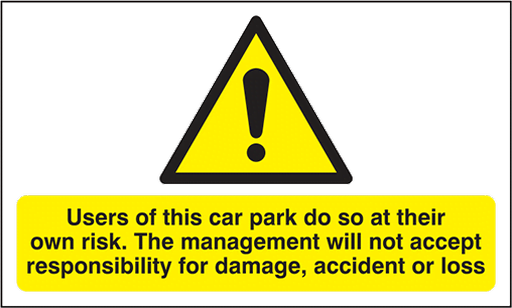 Users of this car park do so at their
own risk. The management will not accept
responsibility for damage, accident or loss